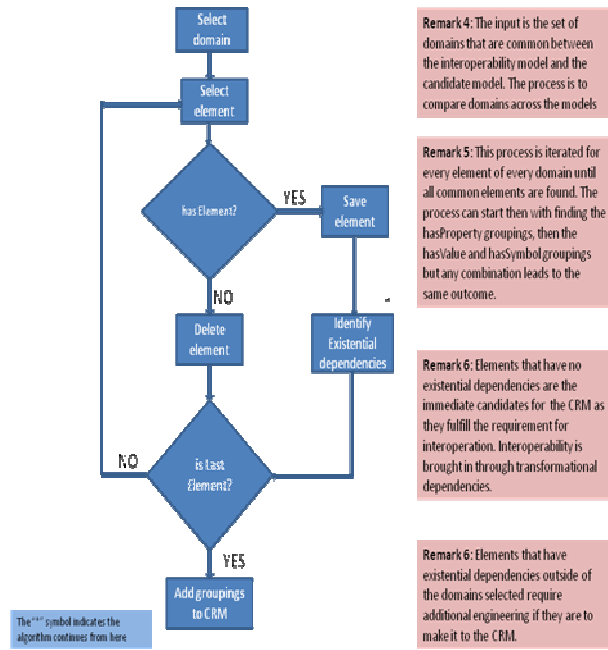 Select
domain
Select
element
has Element?
YES
Save
element
NO
Delete
element
Identify
Existential
dependencies
NO
is Last
Element?
YES
Add groupings
to CRM
The "*" symbol indicates the
algorithm continues from here
Remark 4: The input is the set of
domains that are common between
the interoperability model and the
candidate model. The process is to
compare domains across the models
Remark 5: This process is iterated for
every element of every domain until
all common elements are found. The
process can start then with finding the
hasProperty groupings, then the
hasValue and hasSymbol groupings
but any combination leads to the
same outcome.
Remark 6: Elements that have no
existential dependencies are the
immediate candidates for the CRM as
they fulfill the requirement for
interoperation. Interoperability is
brought in through transformational
dependencies.
Remark 6: Elements that have
existential dependencies outside of
the domains selected require
additional engineering if they are to
make it to the CRM.